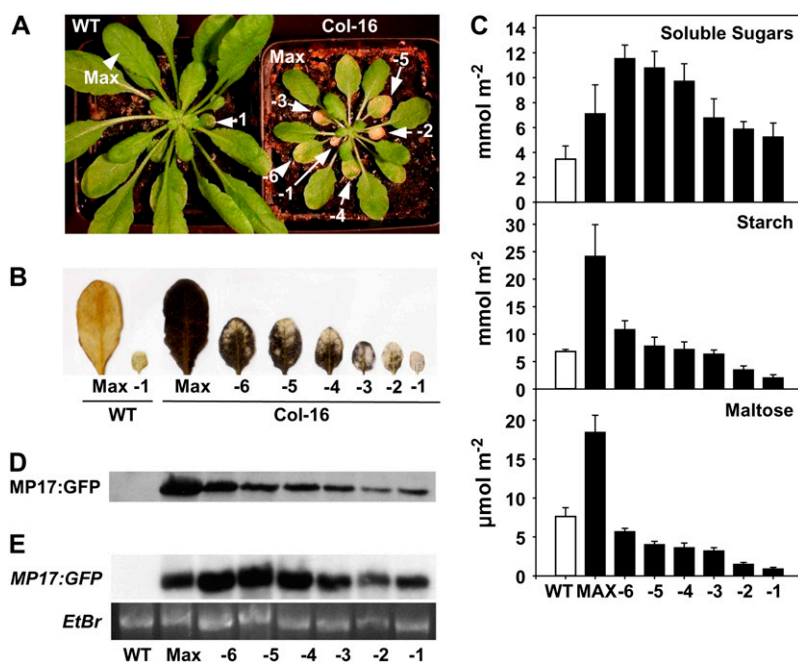 A
WT
Col-16
Max
-1
Max
-5
-3
-2
-6
-1
-4
B
Max -1 Max -6 -5 -4 -3 -2 -1
WT Col-16
C
Soluble Sugars
mmol m-2
14
12
10
8
6
4
2
0
Starch
mmol m-2
30
25
20
15
10
5
0
Maltose
µmol m-2
20
15
10
5
0
WT MAX -6 -5 -4 -3 -2 -1
D
MP17:GFP
E
MP17:GFP
EtBr
WT Max -6 -5 -4 -3 -2 -1